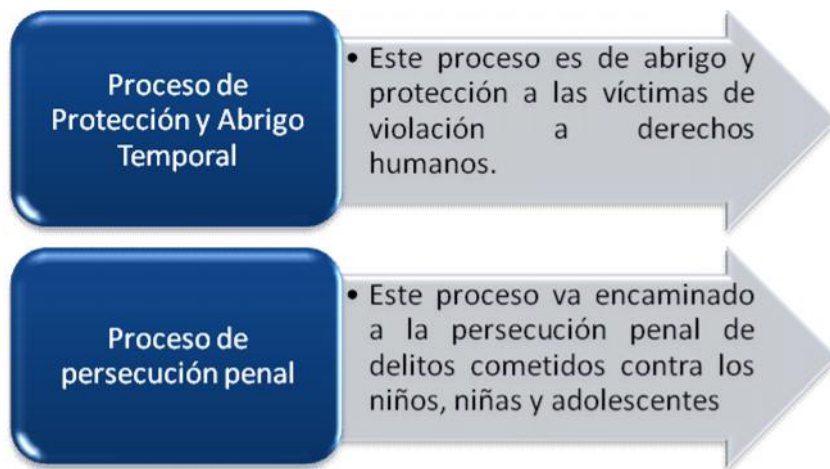 Proceso de
Protección y Abrigo
Temporal
• Este proceso es de abrigo y
protección a las víctimas de
violación a derechos
humanos.
Proceso de
persecución penal
• Este proceso va encaminado
a la persecución penal de
delitos cometidos contra los
niños, niñas y adolescentes